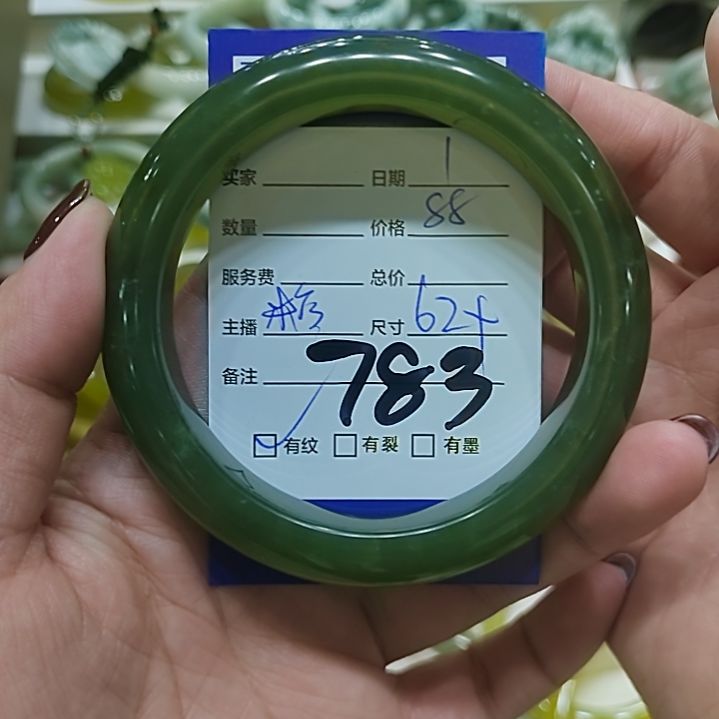 买家 日期 1
数量 价格 88
服务费 总价
主播 尺寸 62+
备注 783
有纹 有裂 有墨